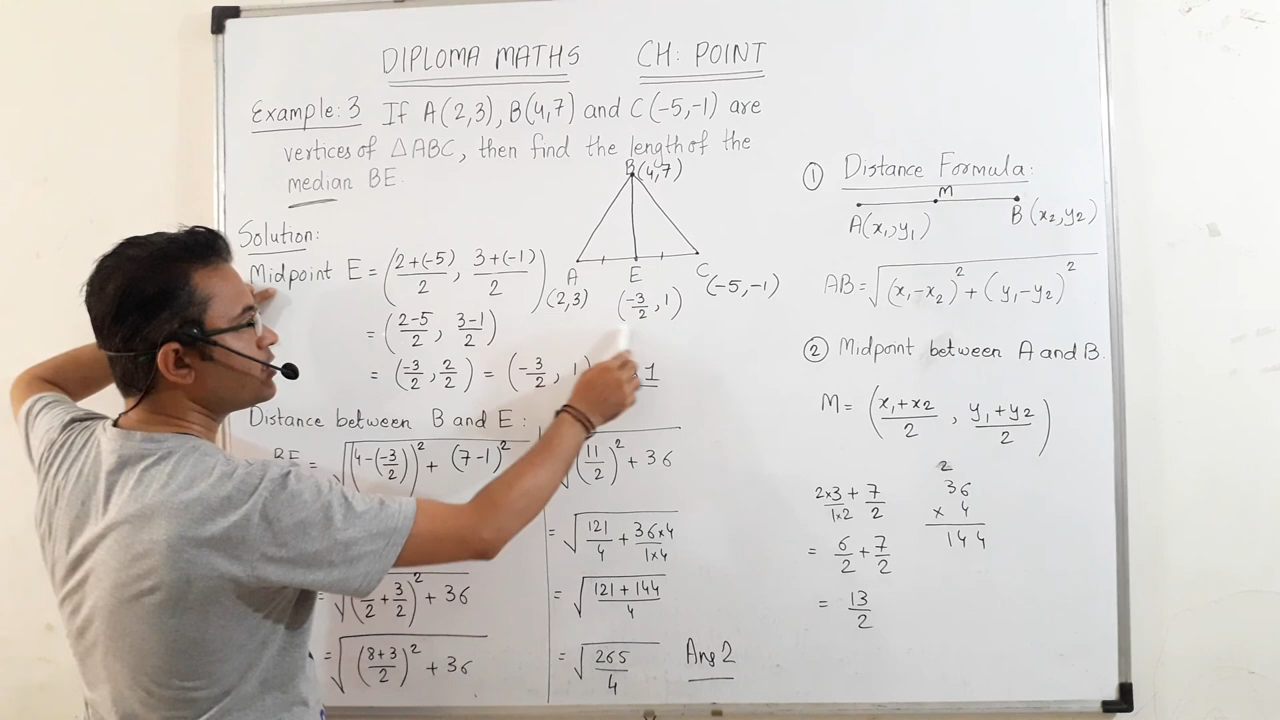 DIPLOMA MATHS CH: POINT
Example: 3 If A(2,3), B(4,7) and C(-5,-1) are
vertices of △ABC, then find the length of the
median BE.
B(4,7)
A
(2,3)
E
(-3/2, 1)
C
(-5,-1)
Solution:
Midpoint E = (2+(-5)/2, 3+(-1)/2)
= (2-5/2, 3-1/2)
= (-3/2, 2/2) = (-3/2, 1) 1
Distance between B and E:
BE = √((4-(-3/2))² + (7-1)²)
= √((/2 + 3/2)² + 36)
= √((8+3/2)² + 36)
√((11/2)² + 36)
= √(121/4 + 36×4/1×4)
= √(121+144/4)
= √(265/4) Ans 2
① Distance Formula:
M
A(x₁,y₁) B(x₂,y₂)
AB = √((x₁-x₂)² + (y₁-y₂)²)
② Midpoint between A and B.
M = (x₁+x₂/2, y₁+y₂/2)
2×3/1×2 + 7/2
= 6/2 + 7/2
= 13/2
2
36
× 4
144